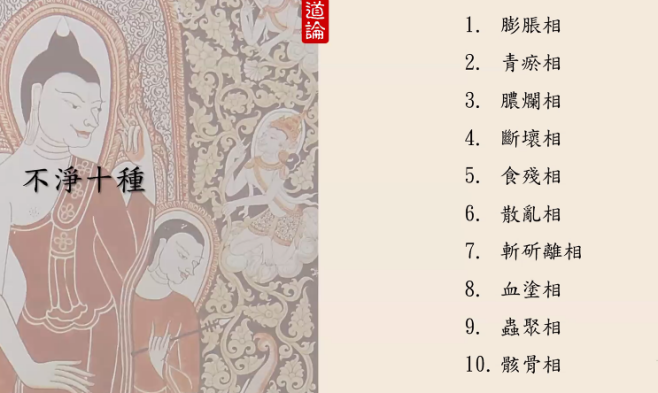 道論
不淨十種
1. 膨脹相
2. 青瘀相
3. 膿爛相
4. 斷壞相
5. 食殘相
6. 散亂相
7. 斬斫離相
8. 血塗相
9. 蟲聚相
10. 骸骨相